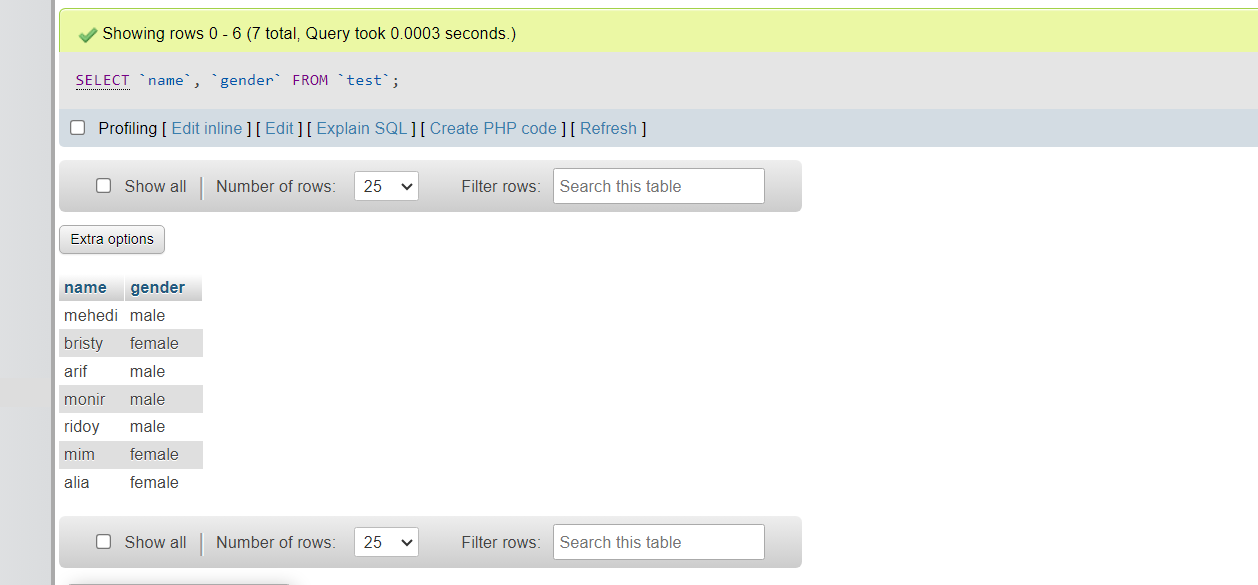 Showing rows 0 - 6 (7 total, Query took 0.0003 seconds.)
SELECT `name`, `gender` FROM `test`;
Profiling [ Edit inline ] [ Edit ] [ Explain SQL ] [ Create PHP code ] [ Refresh ]
Show all Number of rows: 25 Filter rows: Search this table
Extra options
name gender
mehedi male
bristy female
arif male
monir male
ridoy male
mim female
alia female
Show all Number of rows: 25 Filter rows: Search this table